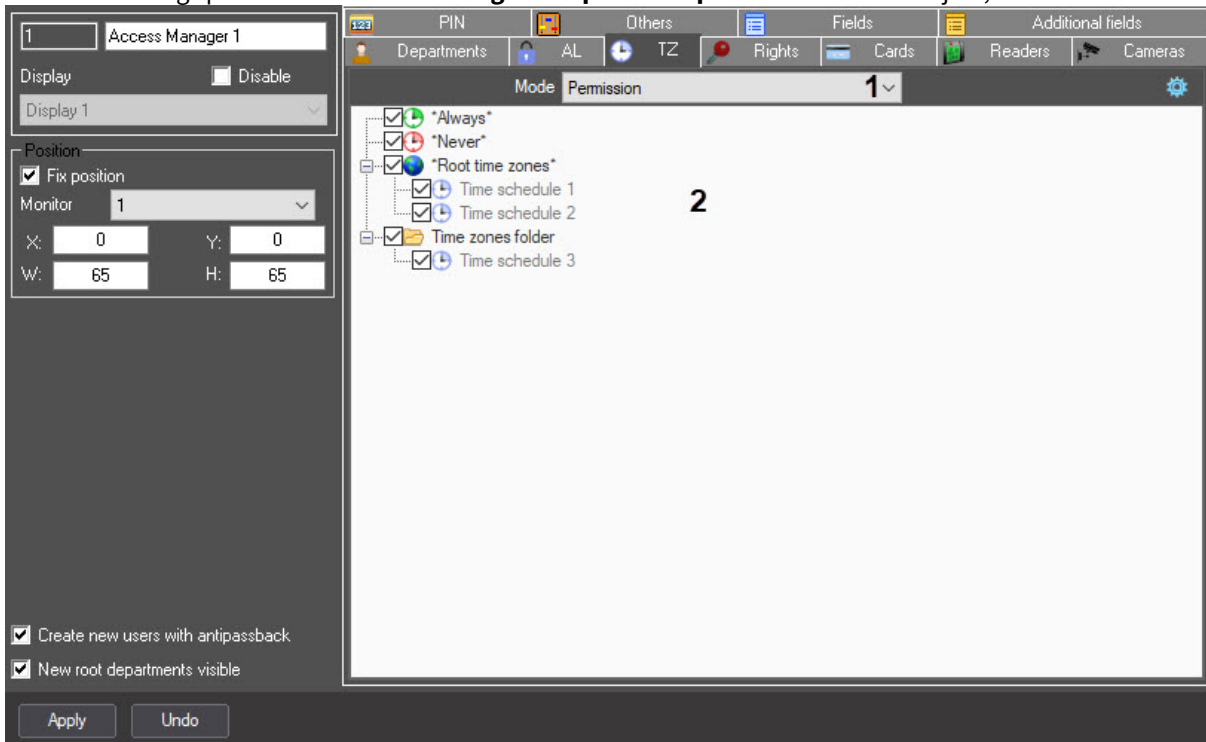 1 Access Manager 1
Display Disable
Display 1
Position
Fix position
Monitor 1
X: 0 Y: 0
W: 65 H: 65
Create new users with antipassback
New root departments visible
Apply Undo
123 PIN Others Fields Additional fields
Departments AL TZ Rights Cards Readers Cameras
Mode Permission 1
*Always*
*Never*
*Root time zones*
Time schedule 1
Time schedule 2
2
Time zones folder
Time schedule 3